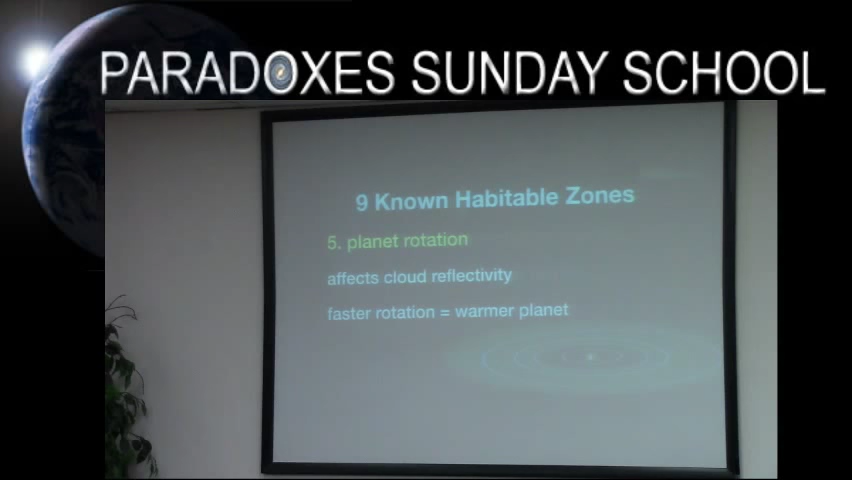 PARADOXES SUNDAY SCHOOL
9 Known Habitable Zones
5. planet rotation
affects cloud reflectivity
faster rotation = warmer planet